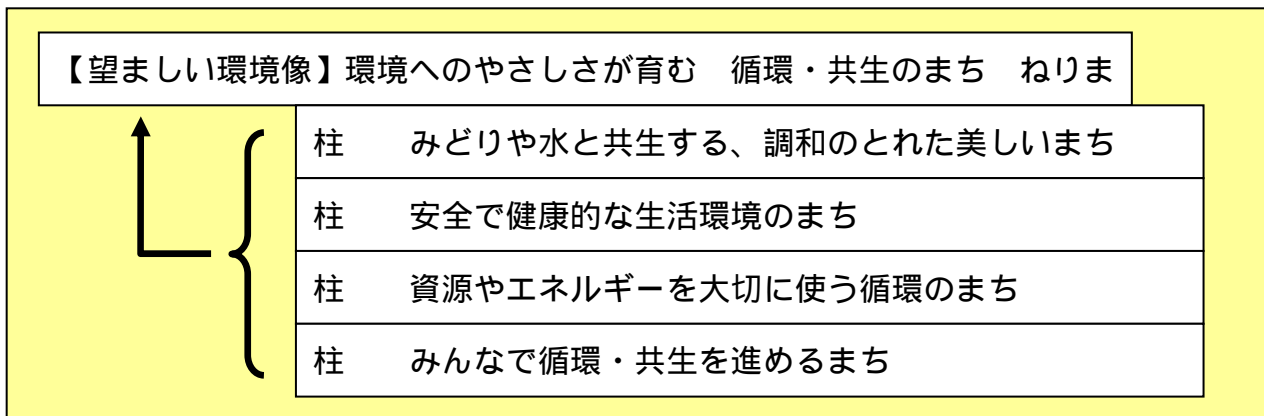 【望ましい環境像】環境へのやさしさが育む　循環・共生のまち　ねりま
柱　　みどりや水と共生する、調和のとれた美しいまち
柱　　安全で健康的な生活環境のまち
柱　　資源やエネルギーを大切に使う循環のまち
柱　　みんなで循環・共生を進めるまち